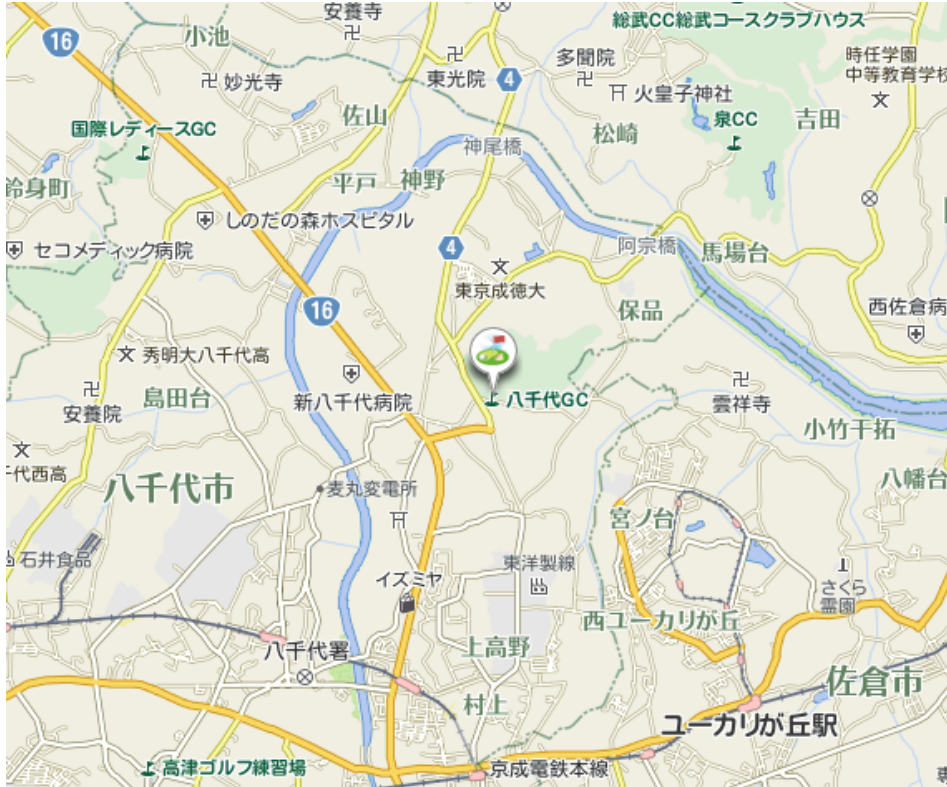 安養寺
総武CC総武コースクラブハウス
16
小池
東光院
多聞院
時任学園
中等教育学校
妙光寺
4
火皇子神社
佐山
泉CC
吉田
国際レディースGC
松崎
神尾橋
鈴身町
平戸
神野
しのだの森ホスピタル
セコメディック病院
4
阿宗橋
馬場台
東京成徳大
16
保品
西佐倉病
秀明大八千代高
島田台
新八千代病院
八千代GC
雲祥寺
安養院
小竹干拓
千代西高
八千代市
麦丸変電所
八幡台
宮ノ台
石井食品
イズミヤ
東洋製線
さくら
霊園
西ユーカリが丘
八千代署
上高野
佐倉市
村上
ユーカリが丘駅
高津ゴルフ練習場
京成電鉄本線